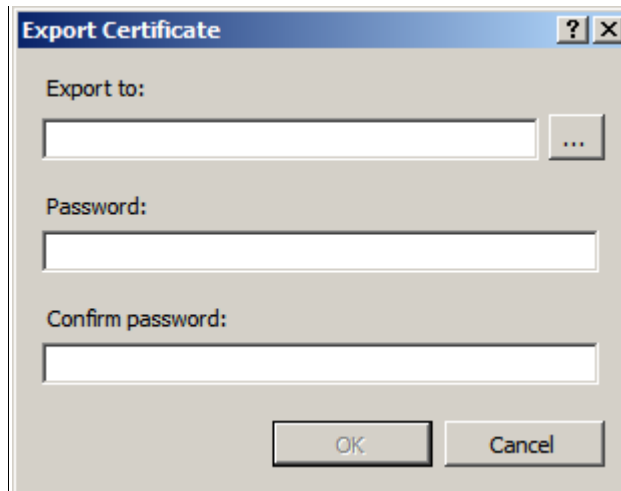 Export Certificate
Export to:
...
Password:
Confirm password:
OK Cancel